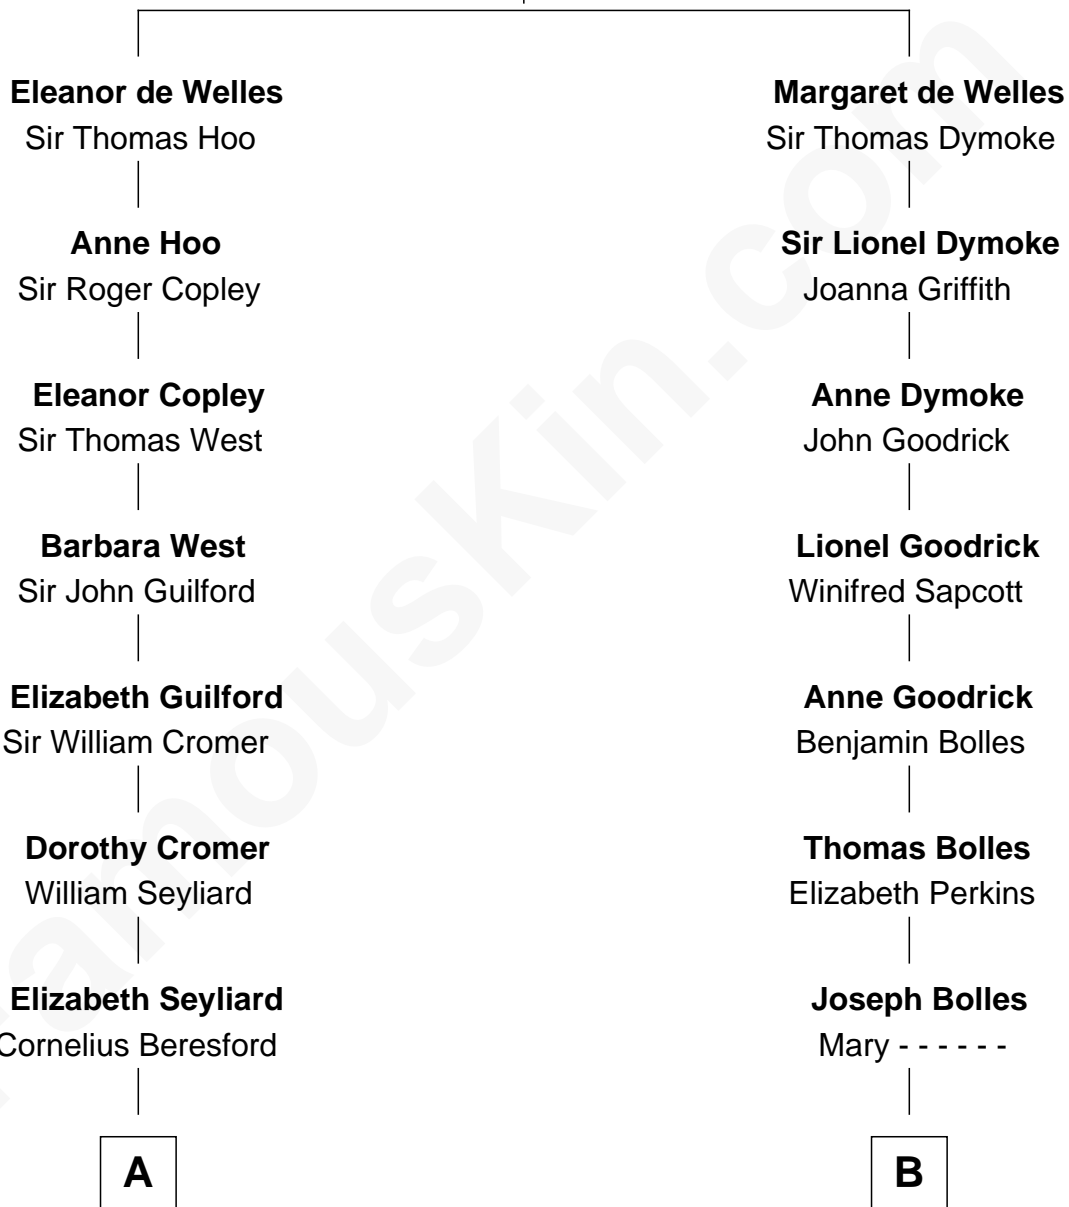 Eleanor de Welles
Sir Thomas Hoo
Margaret de Welles
Sir Thomas Dymoke
Anne Hoo
Sir Roger Copley
Sir Lionel Dymoke
Joanna Griffith
Eleanor Copley
Sir Thomas West
Anne Dymoke
John Goodrick
Barbara West
Sir John Guilford
Lionel Goodrick
Winifred Sapcott
Elizabeth Guilford
Sir William Cromer
Anne Goodrick
Benjamin Bolles
Dorothy Cromer
William Seyliard
Thomas Bolles
Elizabeth Perkins
Elizabeth Seyliard
Cornelius Beresford
Joseph Bolles
Mary - - - - - -
A
B
FamousKin.com